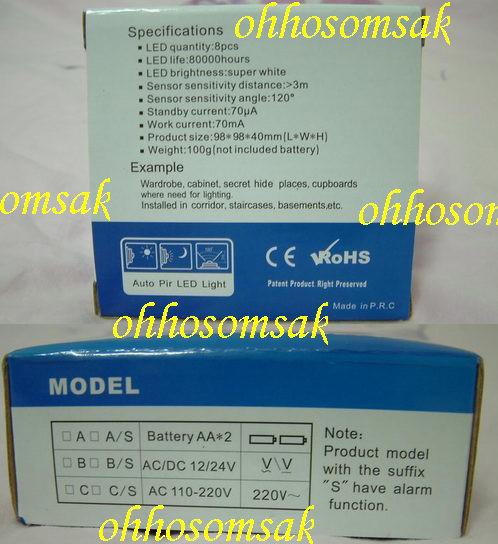 ohhosomsak
Specifications
• LED quantity:8pcs
• LED life:80000hours
• LED brightness:super white
• Sensor sensitivity distance:>3m
• Sensor sensitivity angle:120°
• Standby current:70µA
• Work current:70mA
• Product size:98*98*40mm(L*W*H)
• Weight:100g(not included battery)
Example
Wardrobe, cabinet, secret hide places, cupboards
where need for lighting.
Installed in corridor, staircases, basements,etc.
omsak
ohhosomsak
CE RoHS
Auto Pir LED Light
Patent Product Right Preserved
Made in P.R.C
ohhosomsak
MODEL
□A□ A/S Battery AA*2
□B□ B/S AC/DC 12/24V V\V
□C□ C/S AC 110-220V 220V~
Note:
Product model
with the suffix
"S" have alarm
function.
ohhosomsak